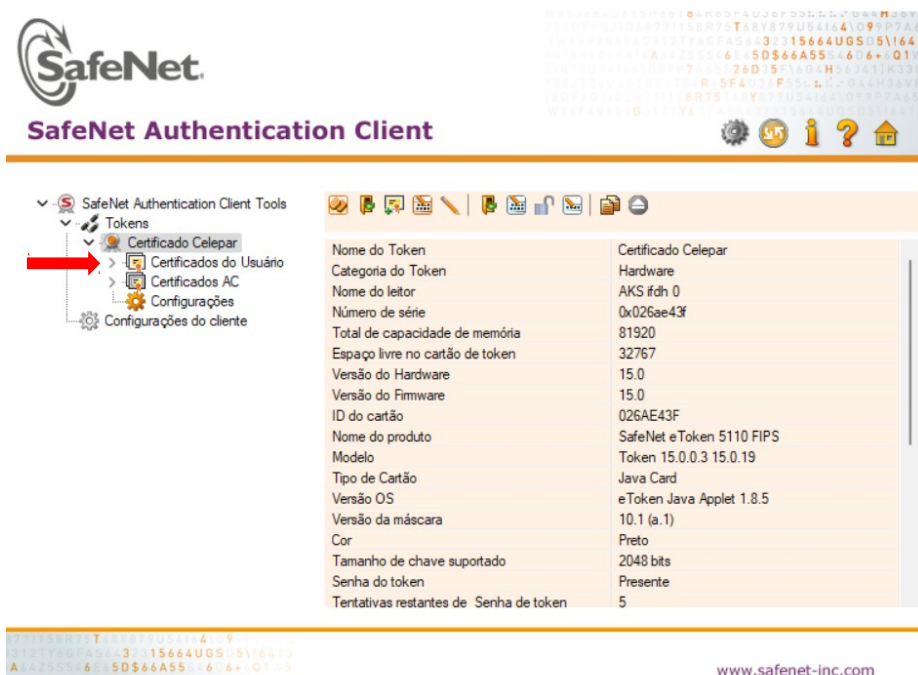 SafeNet.
SafeNet Authentication Client
SafeNet Authentication Client Tools
Tokens
Certificado Celepar
Certificados do Usuário
Certificados AC
Configurações
Configurações do cliente
Nome do Token Certificado Celepar
Categoria do Token Hardware
Nome do leitor AKS ifdh 0
Número de série 0x026ae43f
Total de capacidade de memória 81920
Espaço livre no cartão de token 32767
Versão do Hardware 15.0
Versão do Firmware 15.0
ID do cartão 026AE43F
Nome do produto SafeNet eToken 5110 FIPS
Modelo Token 15.0.0.3 15.0.19
Tipo de Cartão Java Card
Versão OS eToken Java Applet 1.8.5
Versão da máscara 10.1 (a.1)
Cor Preto
Tamanho de chave suportado 2048 bits
Senha do token Presente
Tentativas restantes de Senha de token 5
www.safenet-inc.com